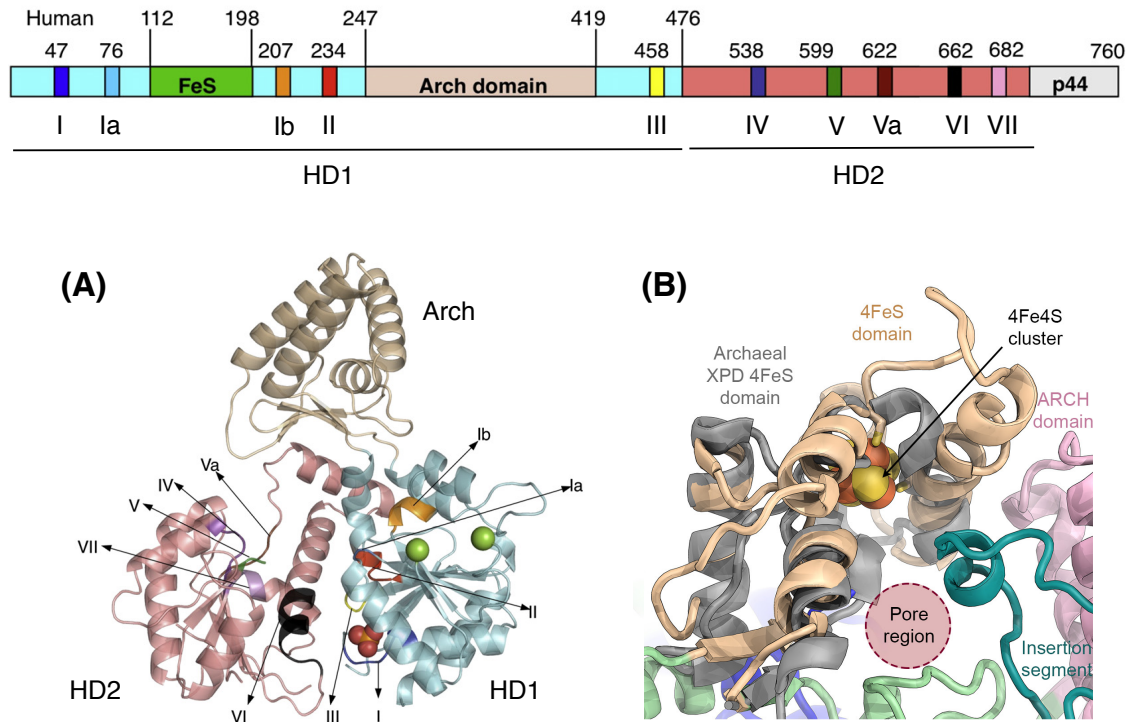 Human 112 198 247 419 476
47 76 207 234 458 538 599 622 662 682 760
FeS Arch domain p44
I Ia Ib II III IV V Va VI VII
HD1 HD2
(A)
Arch
Ib
Va
IV
Ia
V
VII
II
HD2
HD1
VI III I
(B)
4FeS
domain
4Fe4S
cluster
Archaeal
XPD 4FeS
domain
ARCH
domain
Pore
region
Insertion
segment